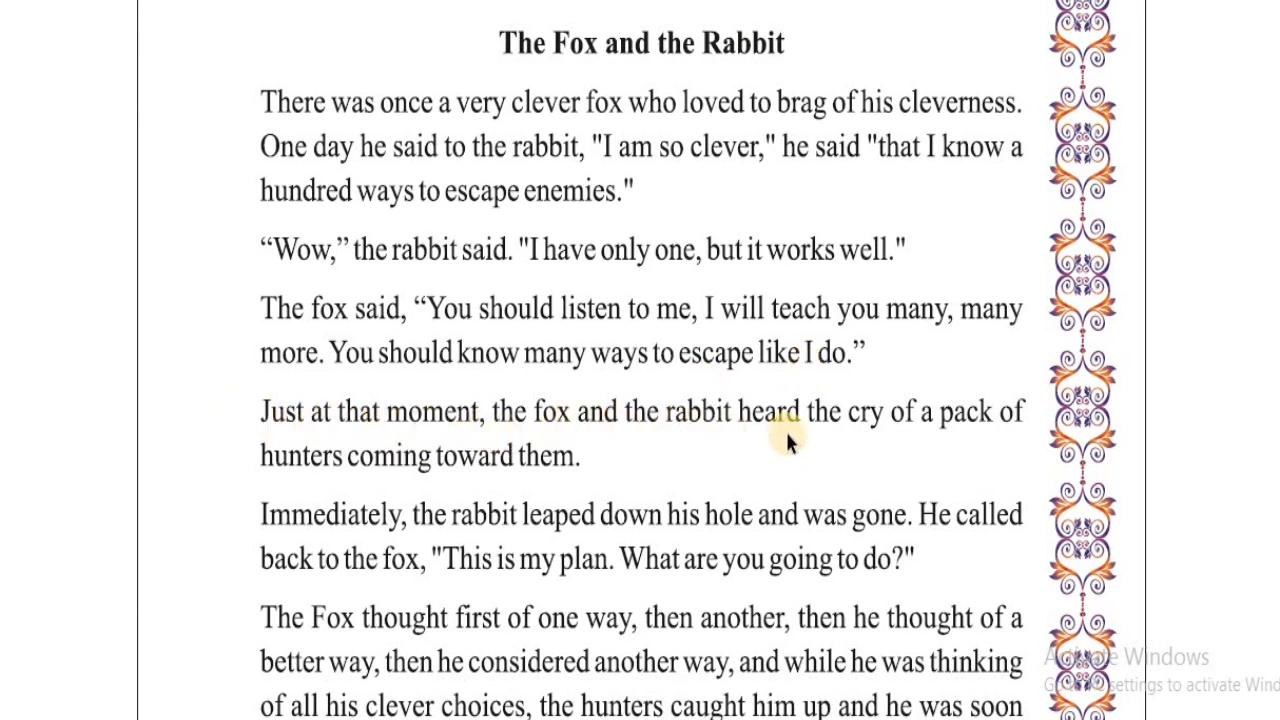 The Fox and the Rabbit
There was once a very clever fox who loved to brag of his cleverness.
One day he said to the rabbit, "I am so clever," he said "that I know a
hundred ways to escape enemies."
“Wow,” the rabbit said. "I have only one, but it works well."
The fox said, “You should listen to me, I will teach you many, many
more. You should know many ways to escape like I do.”
Just at that moment, the fox and the rabbit heard the cry of a pack of
hunters coming toward them.
Immediately, the rabbit leaped down his hole and was gone. He called
back to the fox, "This is my plan. What are you going to do?"
The Fox thought first of one way, then another, then he thought of a
better way, then he considered another way, and while he was thinking
of all his clever choices, the hunters caught him up and he was soon
Activate Windows
Go to settings to activate Wind